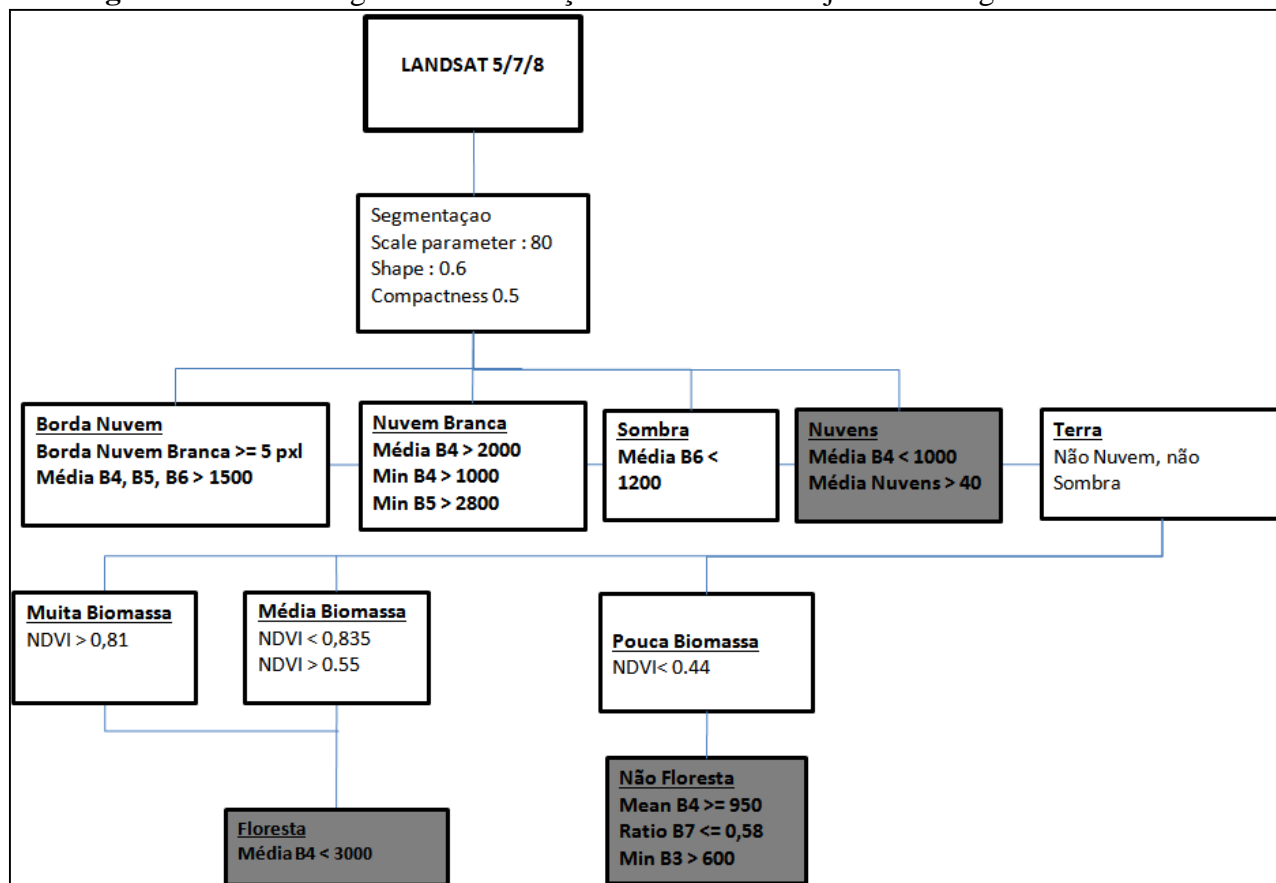 LANDSAT 5/7/8
Segmentaçao
Scale parameter : 80
Shape : 0.6
Compactness 0.5
Borda Nuvem
Borda Nuvem Branca >= 5 pxl
Média B4, B5, B6 > 1500
Nuvem Branca
Média B4 > 2000
Min B4 > 1000
Min B5 > 2800
Sombra
Média B6 <
1200
Nuvens
Média B4 < 1000
Média Nuvens > 40
Terra
Não Nuvem, não
Sombra
Muita Biomassa
NDVI > 0,81
Média Biomassa
NDVI < 0,835
NDVI > 0.55
Pouca Biomassa
NDVI< 0.44
Floresta
Média B4 < 3000
Não Floresta
Mean B4 >= 950
Ratio B7 <= 0,58
Min B3 > 600